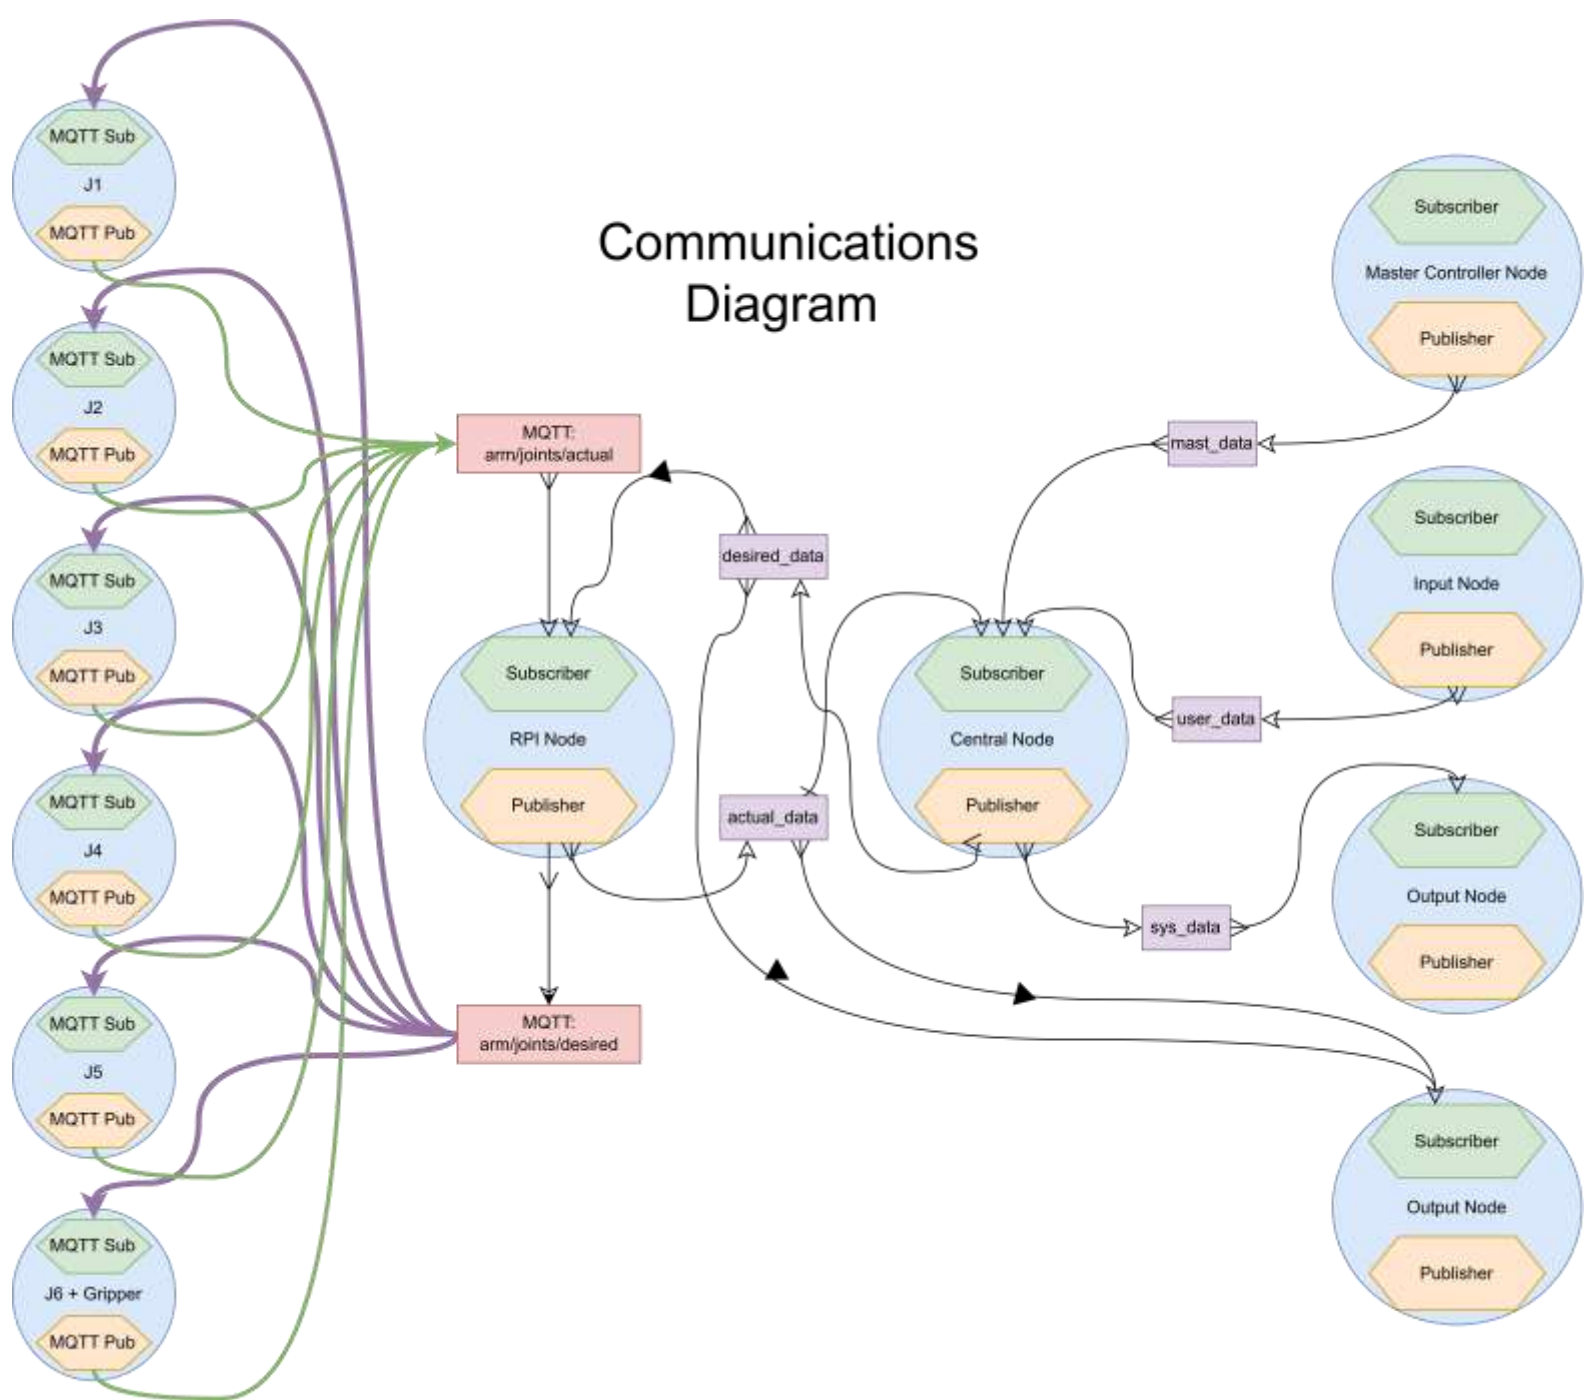 Communications
Diagram
MQTT Sub
J1
MQTT Pub
MQTT Sub
J2
MQTT Pub
MQTT Sub
J3
MQTT Pub
MQTT Sub
J4
MQTT Pub
MQTT Sub
J5
MQTT Pub
MQTT Sub
J6 + Gripper
MQTT Pub
MQTT:
arm/joints/actual
Subscriber
RPI Node
Publisher
MQTT:
arm/joints/desired
desired_data
actual_data
Subscriber
Central Node
Publisher
mast_data
user_data
sys_data
Subscriber
Master Controller Node
Publisher
Subscriber
Input Node
Publisher
Subscriber
Output Node
Publisher
Subscriber
Output Node
Publisher